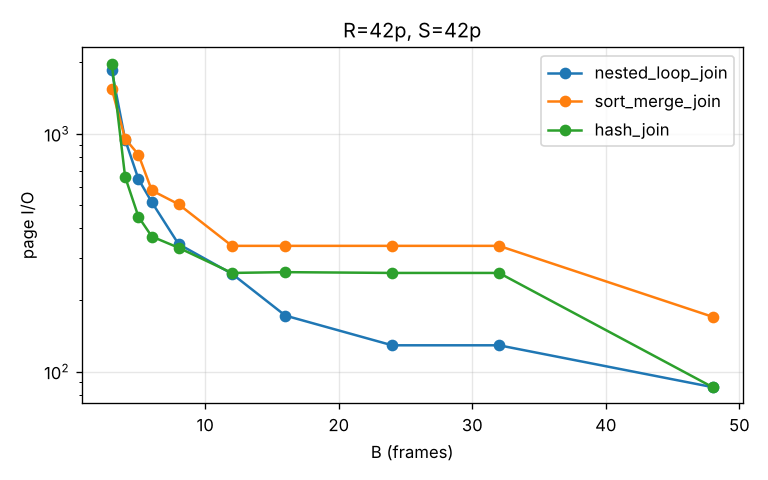 R=42p, S=42p
nested_loop_join
sort_merge_join
hash_join
page I/O
10³
10²
10
20
30
40
50
B (frames)